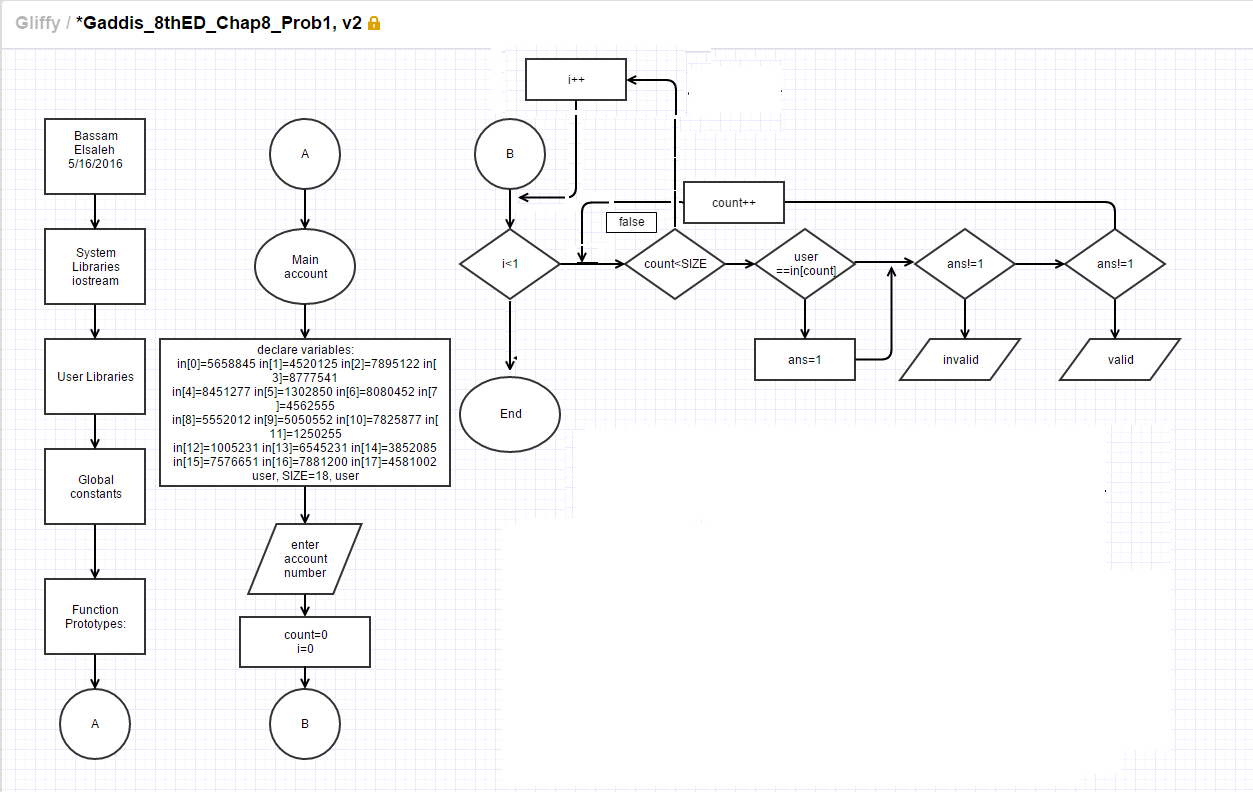 Gliffy / *Gaddis_8thED_Chap8_Prob1, v2
Bassam
Elsaleh
5/16/2016
System
Libraries
iostream
User Libraries
Global
constants
Function
Prototypes:
A
A
Main
account
declare variables:
in[0]=5658845 in[1]=4520125 in[2]=7895122 in[
3]=8777541
in[4]=8451277 in[5]=1302850 in[6]=8080452 in[7
]=4562555
in[8]=5552012 in[9]=5050552 in[10]=7825877 in[
11]=1250255
in[12]=1005231 in[13]=6545231 in[14]=3852085
in[15]=7576651 in[16]=7881200 in[17]=4581002
user, SIZE=18, user
enter
account
number
count=0
i=0
B
i++
B
count++
false
i<1
count<SIZE
user
==in[count]
ans!=1
ans!=1
ans=1
invalid
valid
End